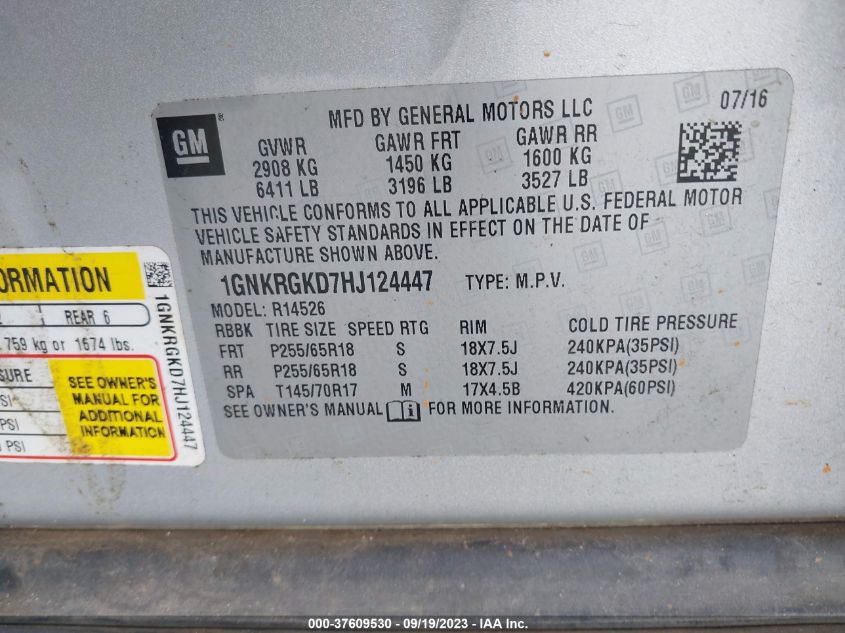 MFD BY GENERAL MOTORS LLC
07/16
GM
®
GVWR GAWR FRT GAWR RR
2908 KG 1450 KG 1600 KG
6411 LB 3196 LB 3527 LB
THIS VEHICLE CONFORMS TO ALL APPLICABLE U.S. FEDERAL MOTOR
VEHICLE SAFETY STANDARDS IN EFFECT ON THE DATE OF
MANUFACTURE SHOWN ABOVE.
1GNKRGKD7HJ124447 TYPE: M.P.V.
MODEL: R14526
RBBK TIRE SIZE SPEED RTG RIM COLD TIRE PRESSURE
FRT P255/65R18 S 18X7.5J 240KPA(35PSI)
RR P255/65R18 S 18X7.5J 240KPA(35PSI)
SPA T145/70R17 M 17X4.5B 420KPA(60PSI)
SEE OWNER'S MANUAL FOR MORE INFORMATION.
ORMATION
REAR 6
759 kg or 1674 lbs.
SURE
SEE OWNER'S
MANUAL FOR
ADDITIONAL
INFORMATION
PSI
PSI
PSI
1GNKRGKD7HJ124447
000-37609530 - 09/19/2023 - IAAI.COM